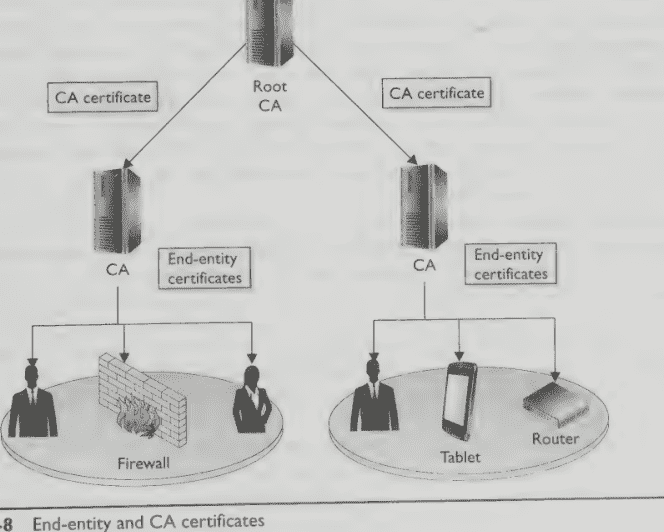 Root
CA
CA certificate
CA certificate
CA
End-entity
certificates
CA
End-entity
certificates
Firewall
Tablet
Router
-8 End-entity and CA certificates